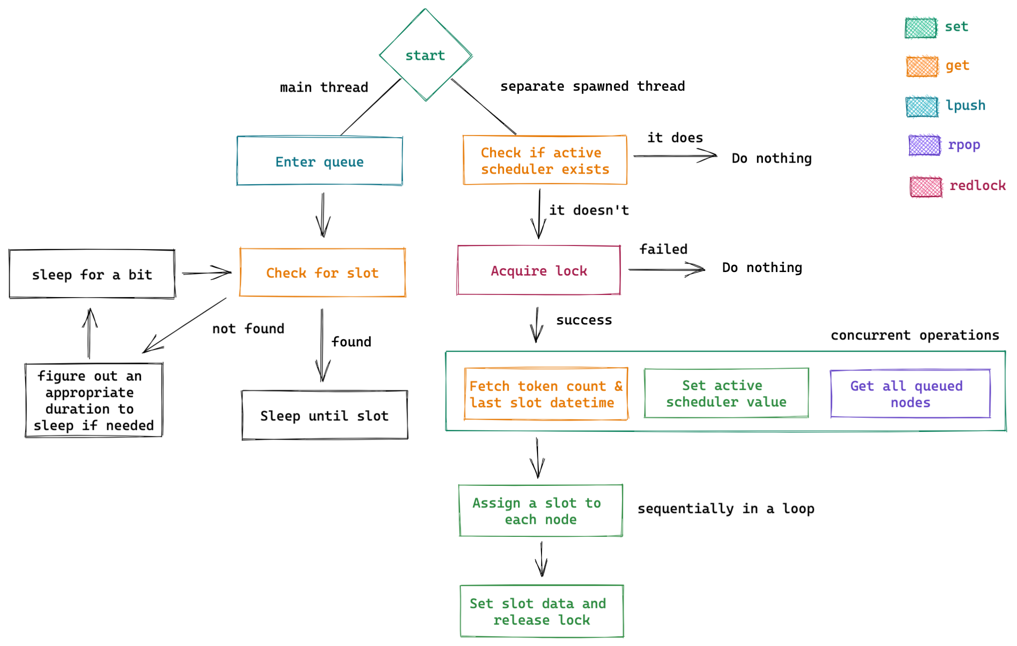 start
main thread
separate spawned thread
Enter queue
Check if active
scheduler exists
it does
Do nothing
it doesn't
sleep for a bit
Check for slot
Acquire lock
failed
Do nothing
not found
found
success
figure out an
appropriate
duration to
sleep if needed
Sleep until slot
concurrent operations
Fetch token count &
last slot datetime
Set active
scheduler value
Get all queued
nodes
Assign a slot to
each node
sequentially in a loop
Set slot data and
release lock
set
get
lpush
rpop
redlock